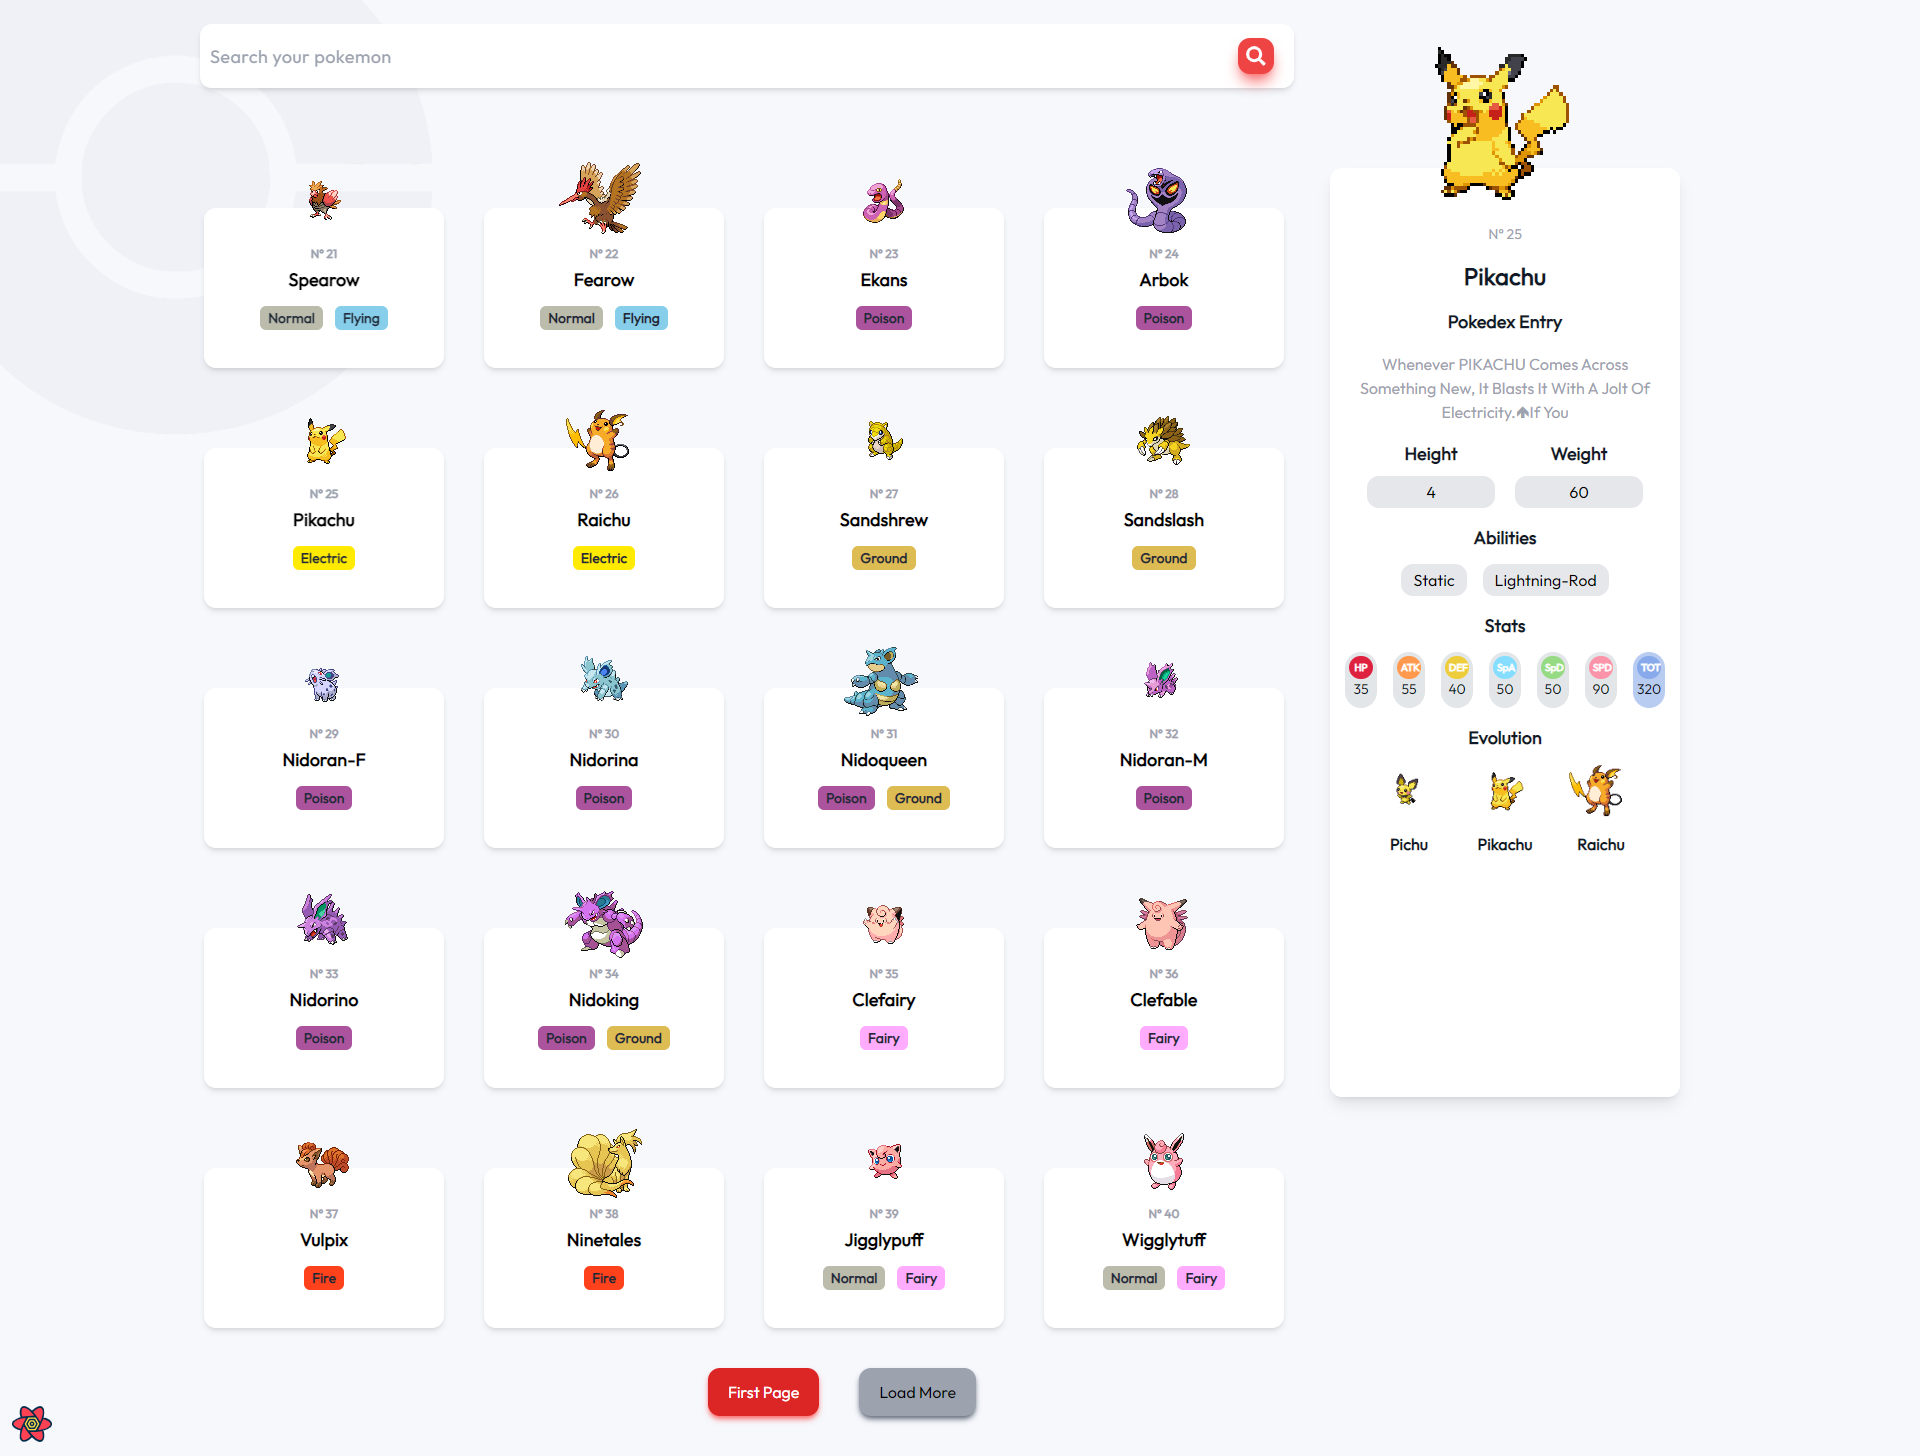 Search your pokemon
N° 21
Spearow
Normal Flying
N° 22
Fearow
Normal Flying
N° 23
Ekans
Poison
N° 24
Arbok
Poison
N° 25
Pikachu
Electric
N° 26
Raichu
Electric
N° 27
Sandshrew
Ground
N° 28
Sandslash
Ground
N° 29
Nidoran-F
Poison
N° 30
Nidorina
Poison
N° 31
Nidoqueen
Poison Ground
N° 32
Nidoran-M
Poison
N° 33
Nidorino
Poison
N° 34
Nidoking
Poison Ground
N° 35
Clefairy
Fairy
N° 36
Clefable
Fairy
N° 37
Vulpix
Fire
N° 38
Ninetales
Fire
N° 39
Jigglypuff
Normal Fairy
N° 40
Wigglytuff
Normal Fairy
First Page Load More
N° 25
Pikachu
Pokedex Entry
Whenever PIKACHU Comes Across
Something New, It Blasts It With A Jolt Of
Electricity.🡅If You
Height Weight
4 60
Abilities
Static Lightning-Rod
Stats
HP ATK DEF SpA SpD SPD TOT
35 55 40 50 50 90 320
Evolution
Pichu Pikachu Raichu